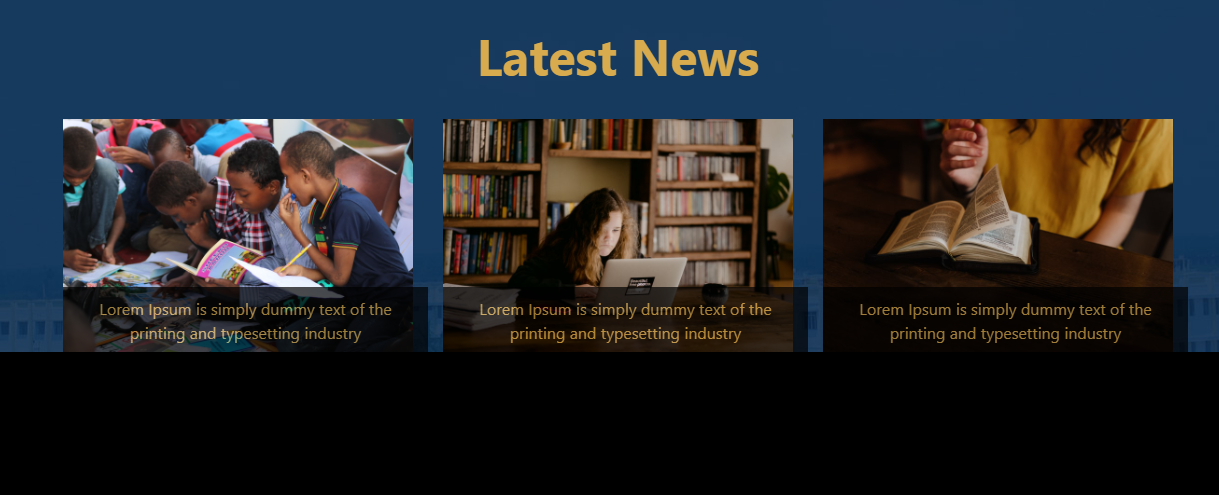 Latest News
Lorem Ipsum is simply dummy text of the
printing and typesetting industry
Lorem Ipsum is simply dummy text of the
printing and typesetting industry
Lorem Ipsum is simply dummy text of the
printing and typesetting industry